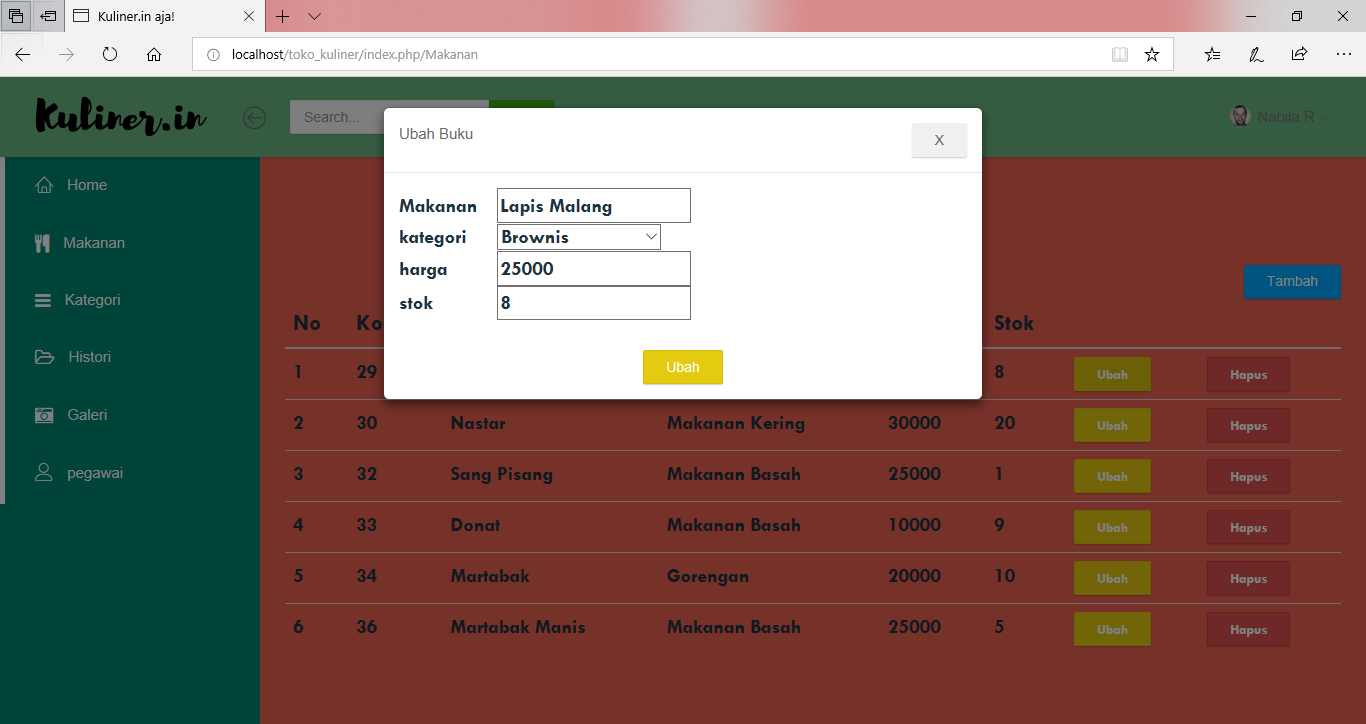 Kuliner.in aja!
localhost/toko_kuliner/index.php/Makanan
Kuliner.in
Search...
Nabila R
Home
Makanan
Kategori
Histori
Galeri
pegawai
Ubah Buku
X
Makanan Lapis Malang
kategori Brownis
harga 25000
stok 8
Ubah
Tambah
No Ko Stok
1 29 8 Ubah Hapus
2 30 Nastar Makanan Kering 30000 20 Ubah Hapus
3 32 Sang Pisang Makanan Basah 25000 1 Ubah Hapus
4 33 Donat Makanan Basah 10000 9 Ubah Hapus
5 34 Martabak Gorengan 20000 10 Ubah Hapus
6 36 Martabak Manis Makanan Basah 25000 5 Ubah Hapus